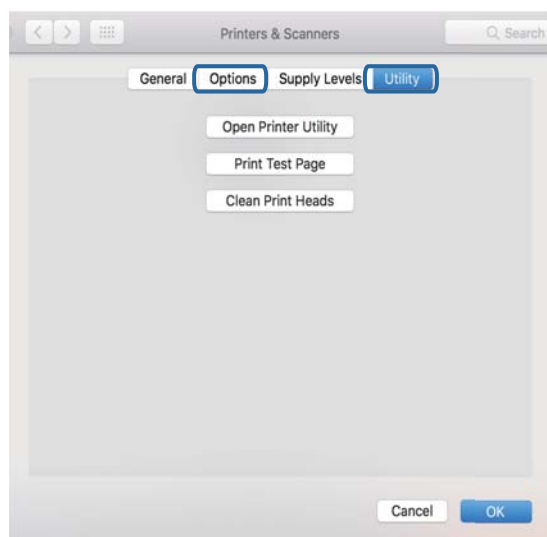 Printers & Scanners
Search
General Options Supply Levels Utility
Open Printer Utility
Print Test Page
Clean Print Heads
Cancel OK